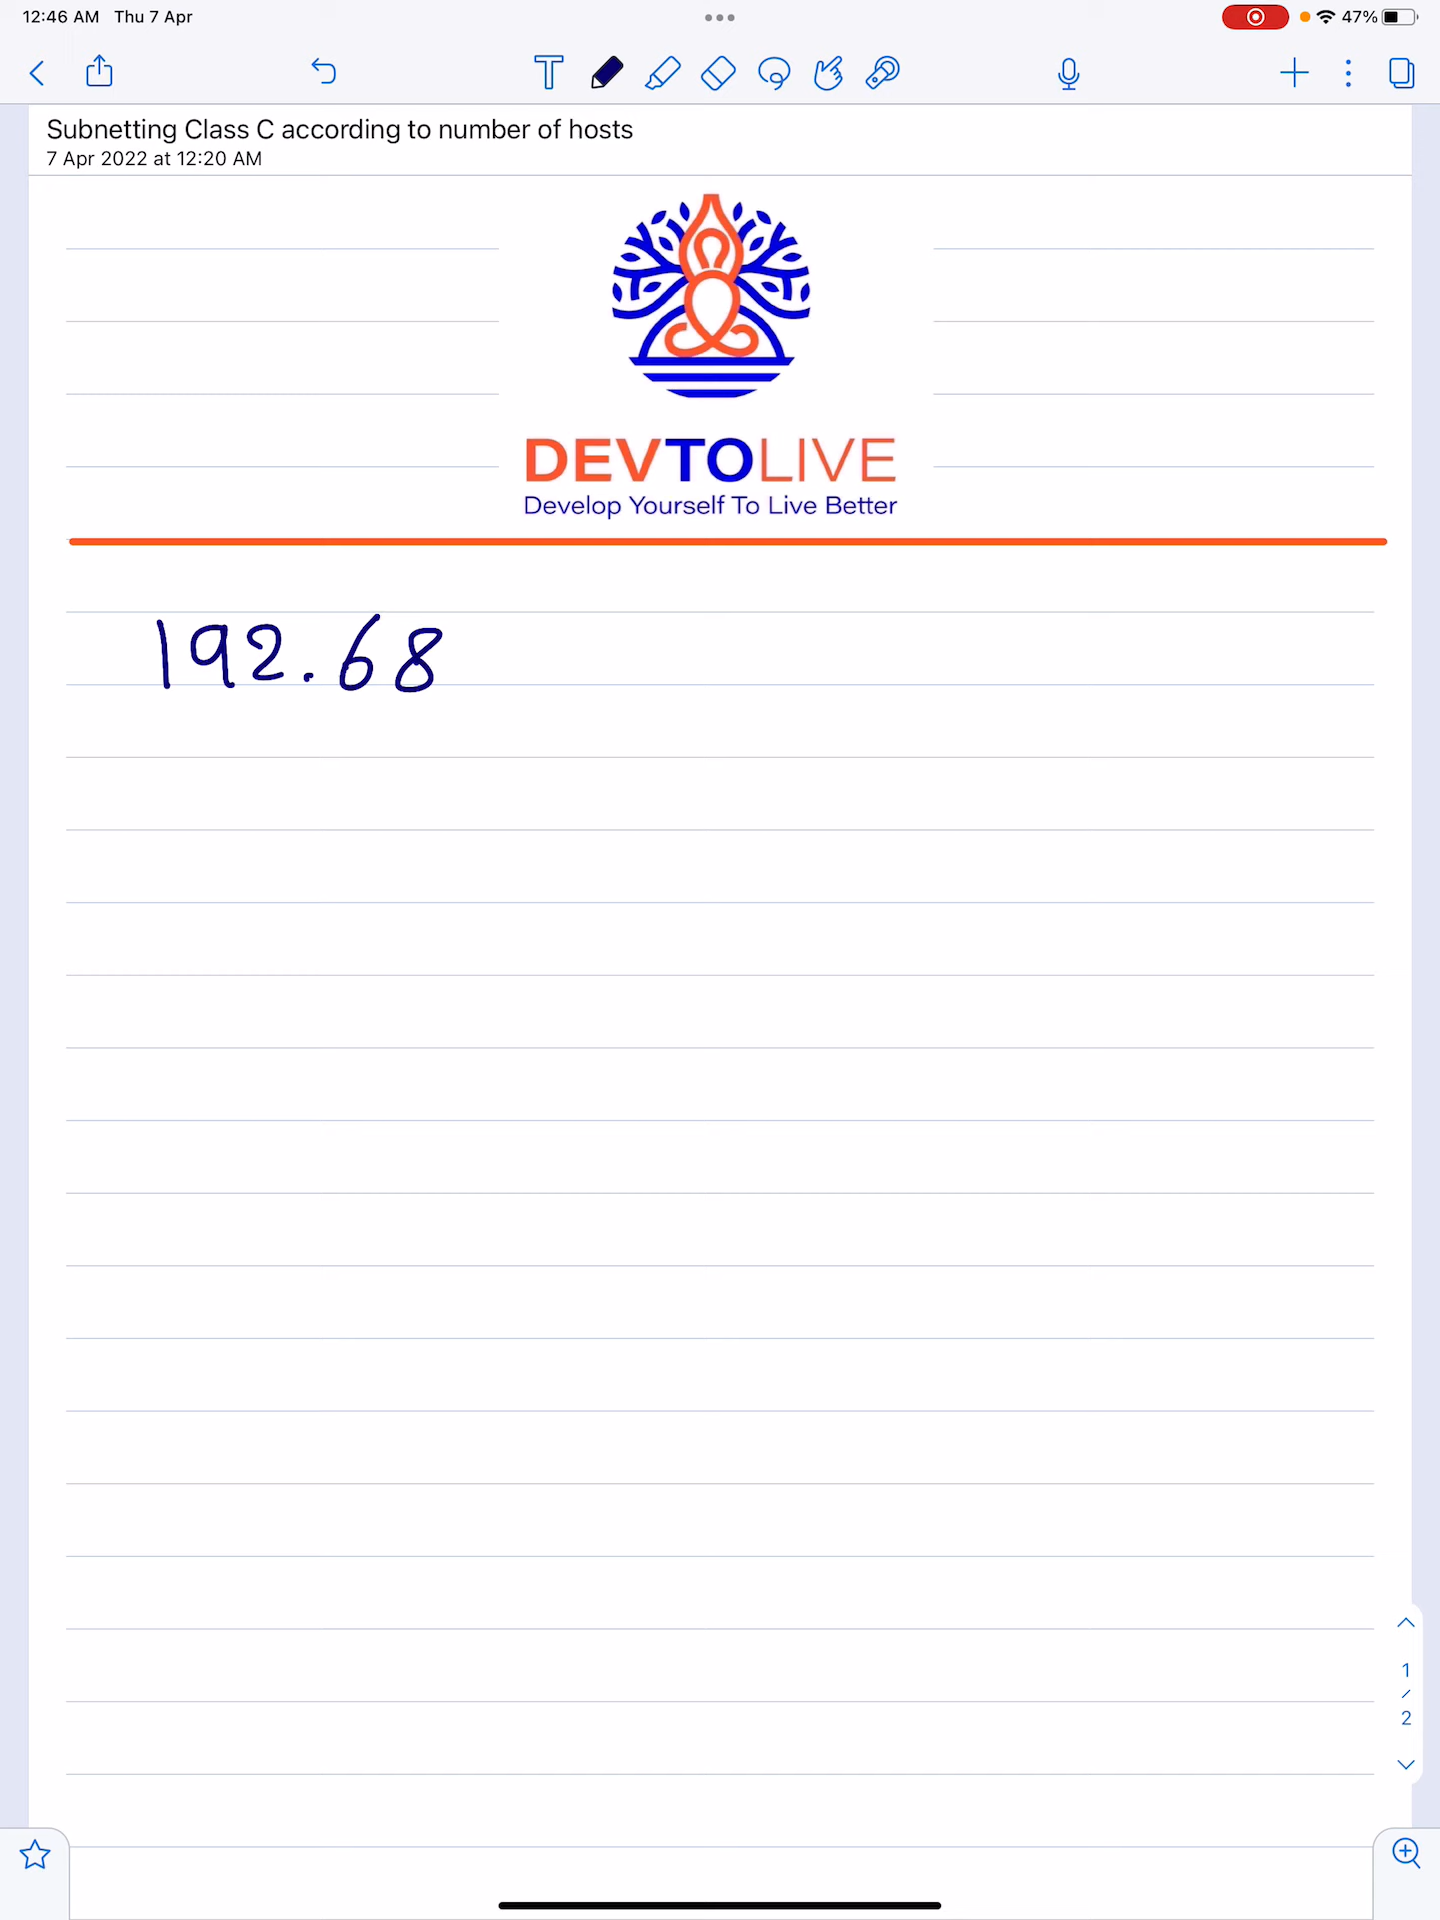 12:46 AM Thu 7 Apr
47%
T
Subnetting Class C according to number of hosts
7 Apr 2022 at 12:20 AM
DEVTOLIVE
Develop Yourself To Live Better
192.68
1
/
2